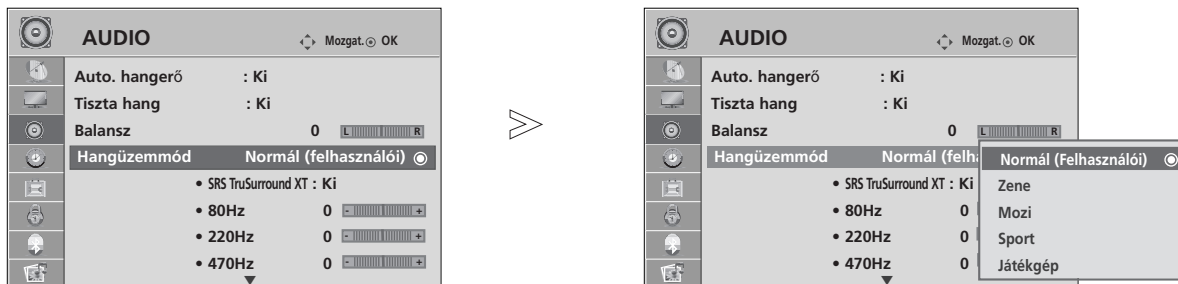 AUDIO Mozgat. OK
Auto. hangerő : Ki
Tiszta hang : Ki
Balansz 0 L R
Hangüzemmód Normál (felhasználói)
• SRS TruSurround XT : Ki
• 80Hz 0 - +
• 220Hz 0 - +
• 470Hz 0 - +
AUDIO Mozgat. OK
Auto. hangerő : Ki
Tiszta hang : Ki
Balansz 0 L R
Hangüzemmód Normál (felh
• SRS TruSurround XT : Ki
• 80Hz 0
• 220Hz 0
• 470Hz 0
Normál (Felhasználói)
Zene
Mozi
Sport
Játékgép